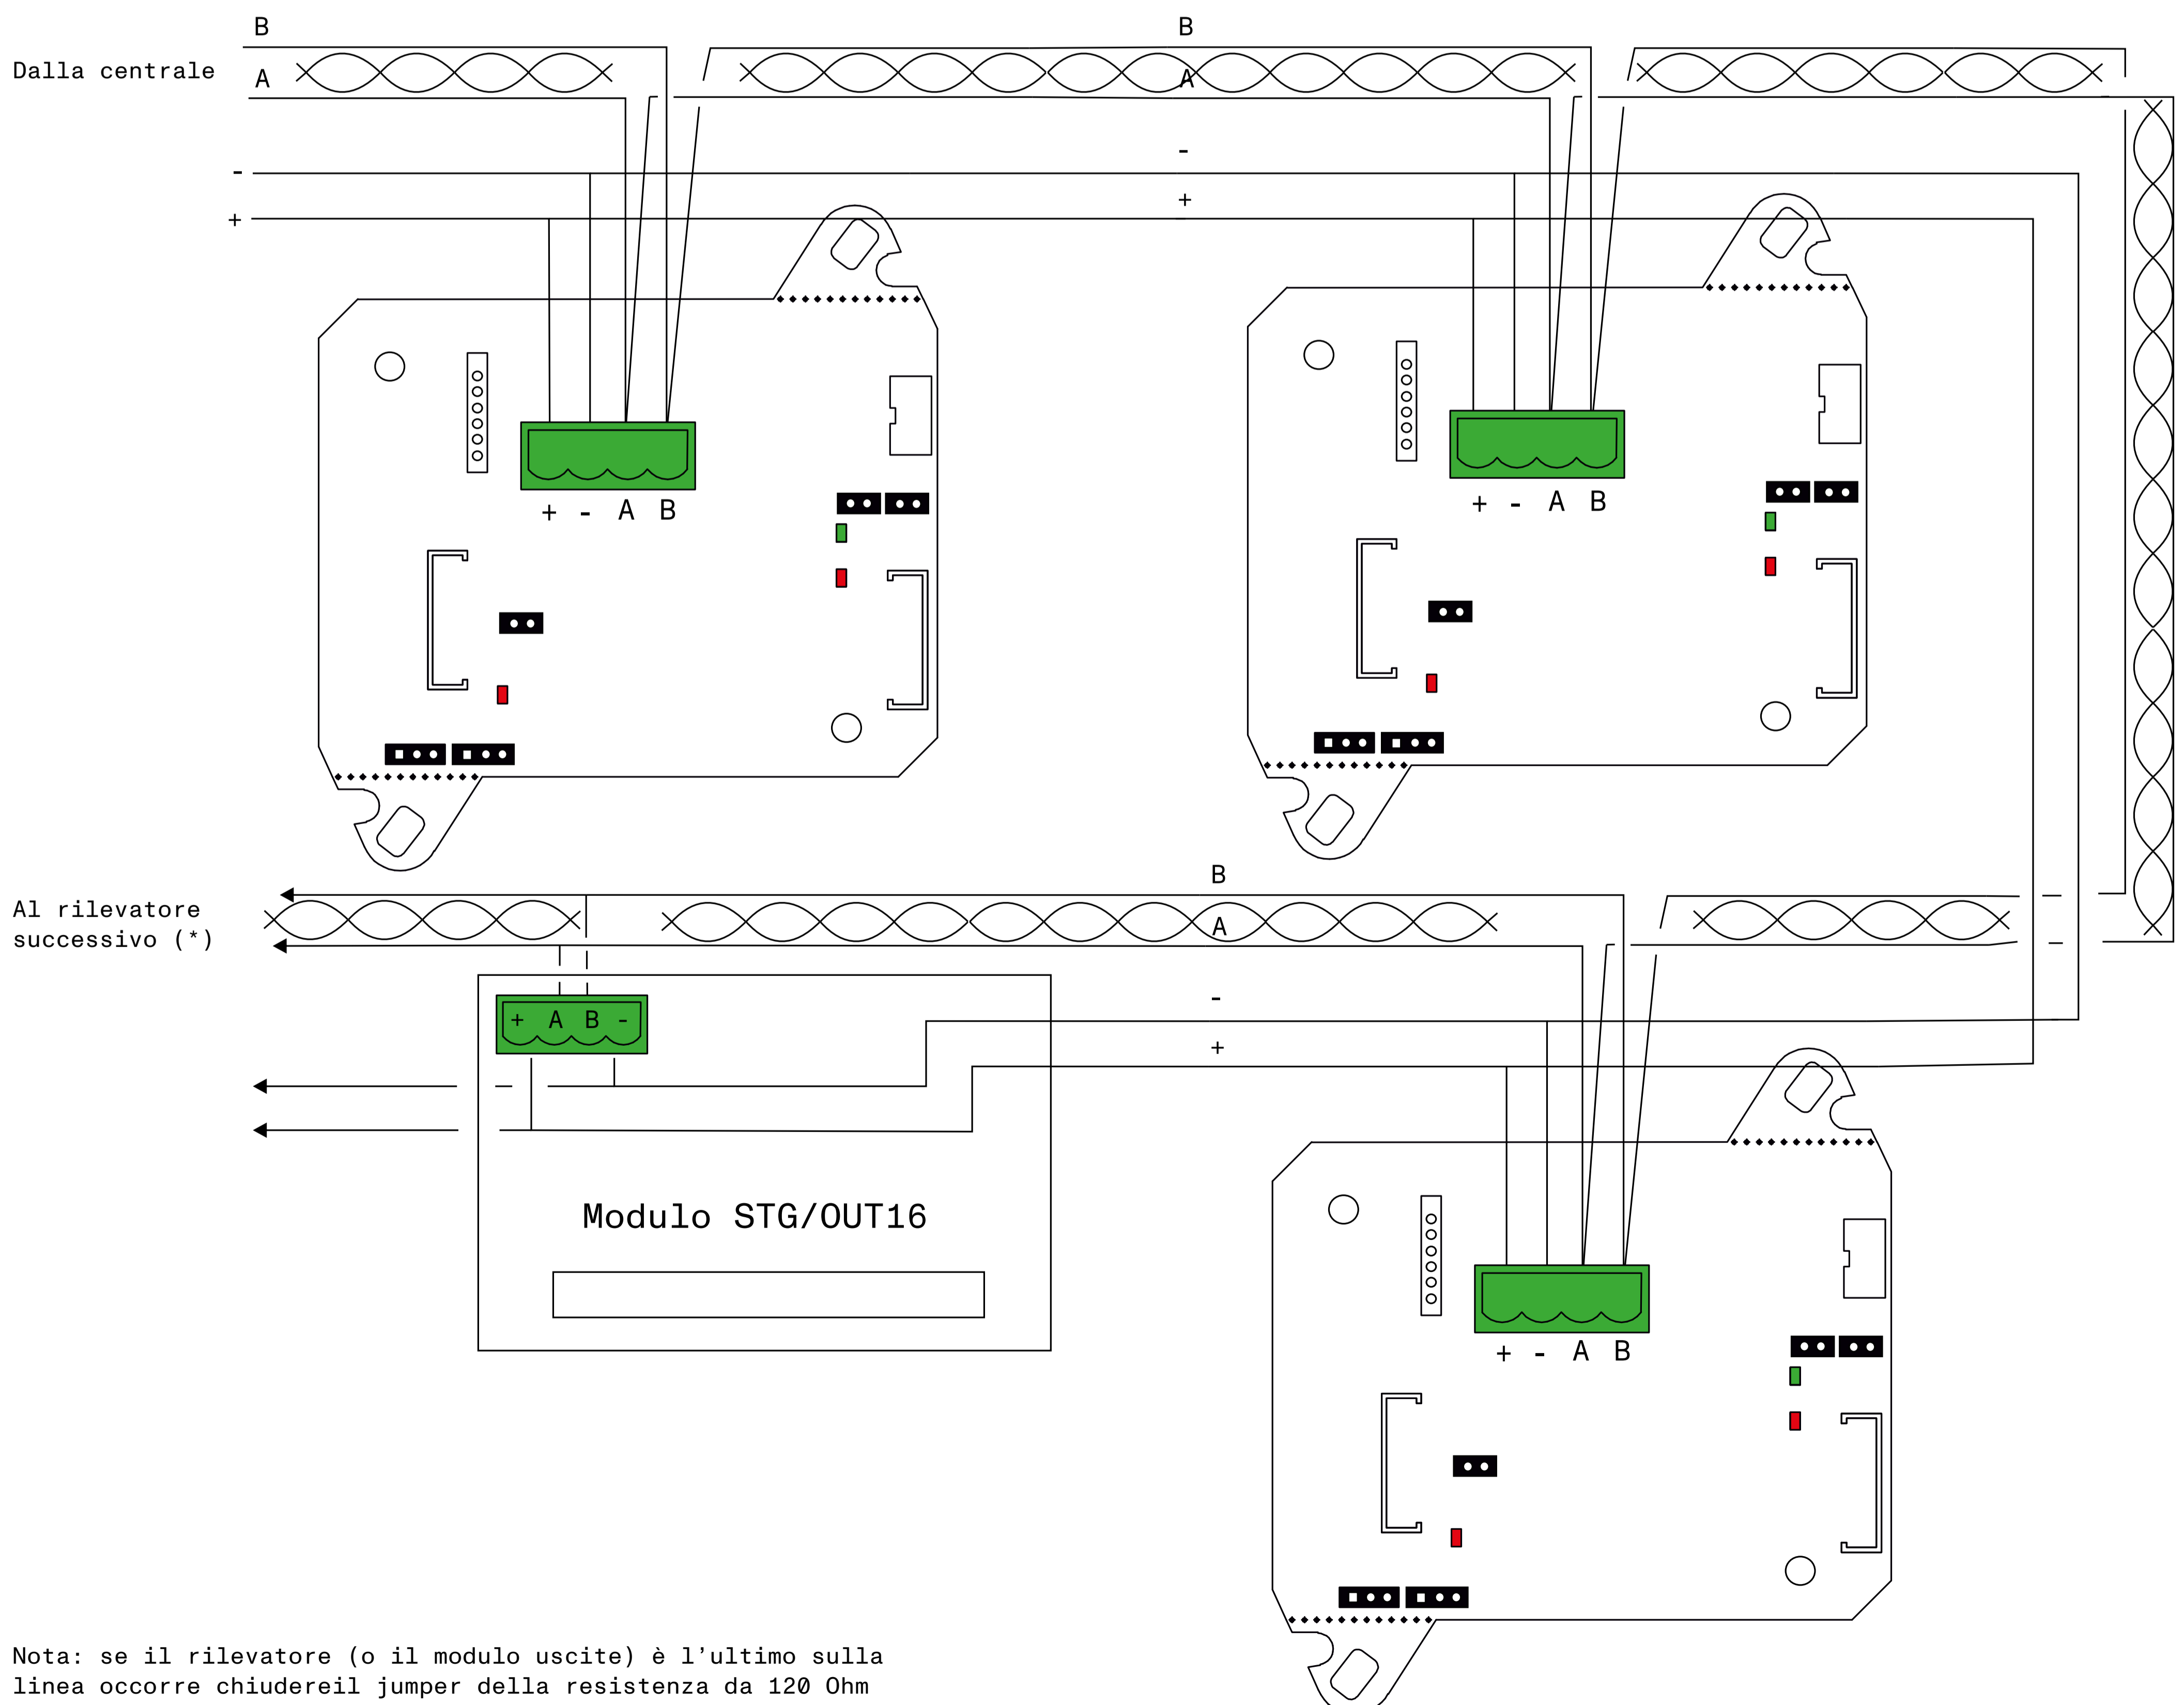 B
B
Dalla centrale
A
A
-
-
+
+
+ - A B
+ - A B
B
Al rilevatore
successivo (*)
A
-
+ A B -
+
Modulo STG/OUT16
+ - A B
Nota: se il rilevatore (o il modulo uscite) è l’ultimo sulla
linea occorre chiudereil jumper della resistenza da 120 Ohm